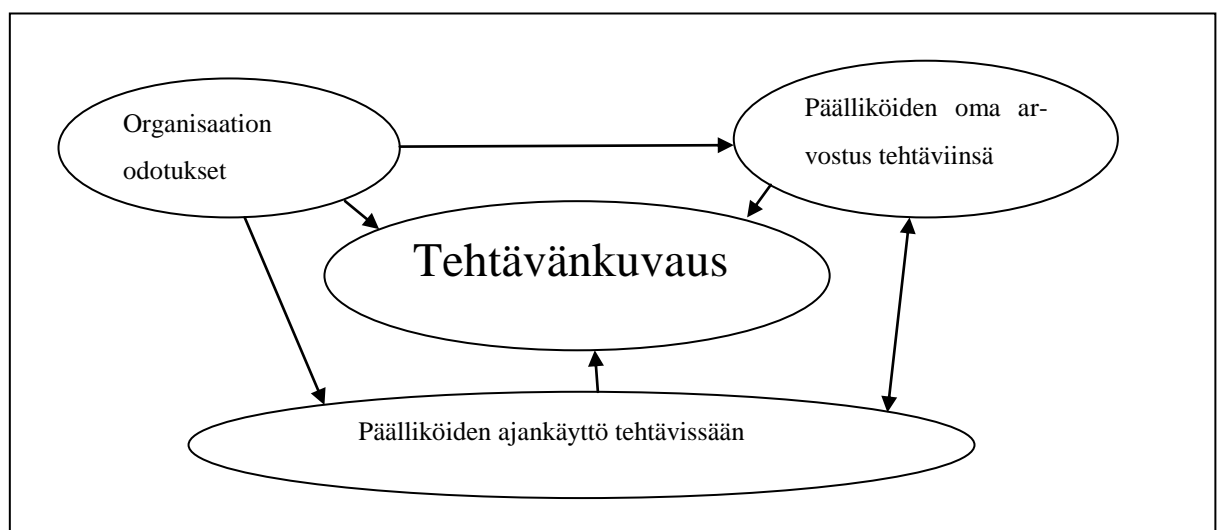 Organisaation
odotukset
Päälliköiden oma ar-
vostus tehtäviinsä
Tehtävänkuvaus
Päälliköiden ajankäyttö tehtävissään